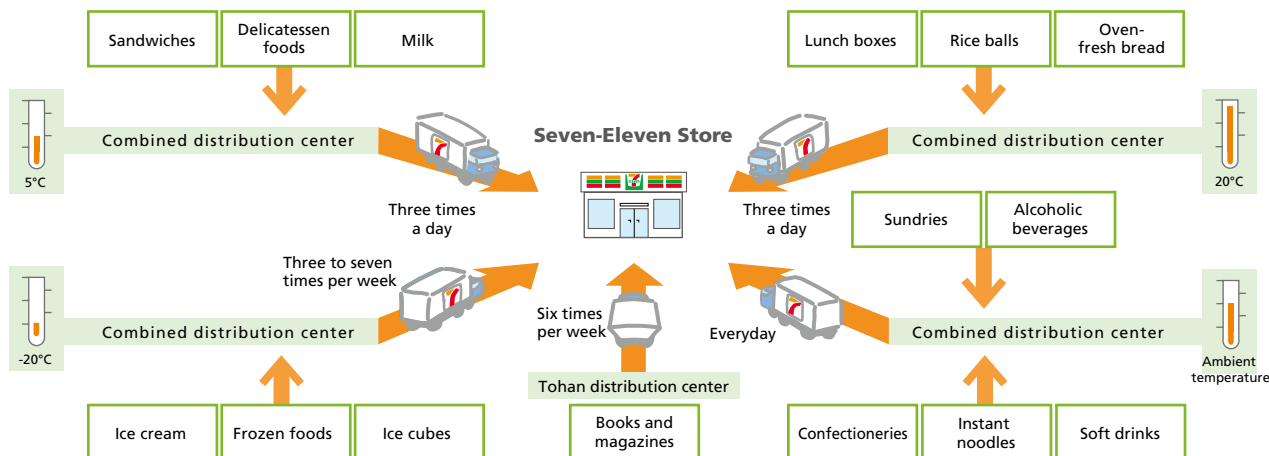 Sandwiches
Delicatessen
foods
Milk
Lunch boxes
Rice balls
Oven-
fresh bread
Combined distribution center
5°C
Three times
a day
Seven-Eleven Store
Combined distribution center
20°C
Three times
a day
Sundries
Alcoholic
beverages
Three to seven
times per week
Combined distribution center
-20°C
Six times
per week
Everyday
Combined distribution center
Ambient
temperature
Tohan distribution center
Ice cream
Frozen foods
Ice cubes
Books and
magazines
Confectioneries
Instant
noodles
Soft drinks